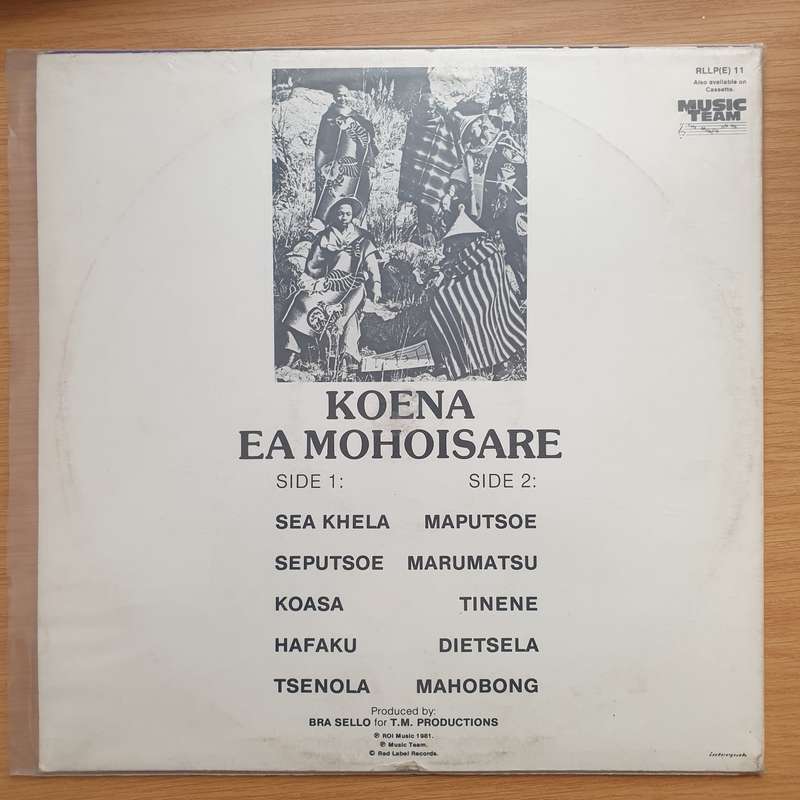 RLLP(E) 11
Also available on
Cassette.
MUSIC
TEAM
KOENA
EA MOHOISARE
SIDE 1: SIDE 2:
SEA KHELA MAPUTSOE
SEPUTSOE MARUMATSU
KOASA TINENE
HAFAKU DIETSELA
TSENOLA MAHOBONG
Produced by:
BRA SELLO for T.M. PRODUCTIONS
℗ ROI Music 1981.
℗ Music Team.
© Red Label Records.